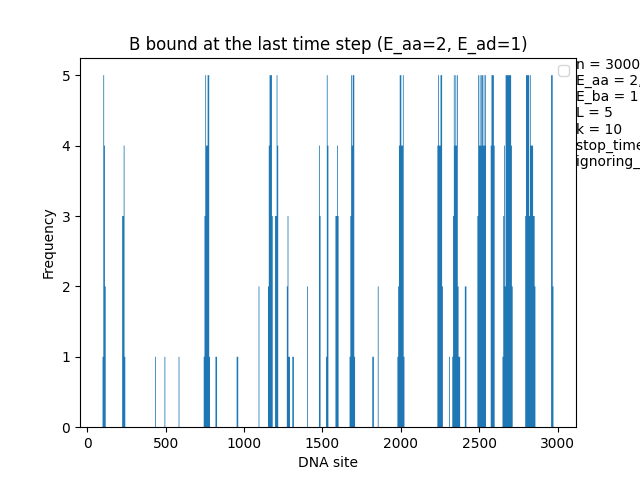 B bound at the last time step (E_aa=2, E_ad=1)
n = 3000
E_aa = 2,
E_ba = 1
L = 5
k = 10
stop_time
ignoring_
Frequency
5
4
3
2
1
0
0 500 1000 1500 2000 2500 3000
DNA site